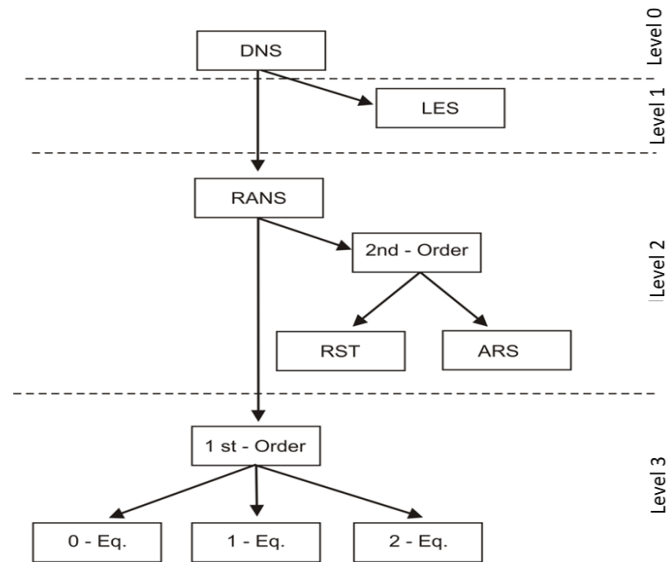 Level 0
DNS
Level 1
LES
RANS
Level 2
2nd - Order
RST
ARS
1 st - Order
Level 3
0 - Eq.
1 - Eq.
2 - Eq.